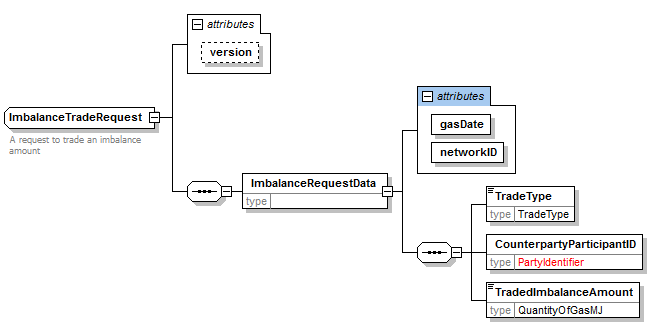 attributes
version
ImbalanceTradeRequest
A request to trade an imbalance
amount
attributes
gasDate
networkID
ImbalanceRequestData
type
TradeType
type TradeType
CounterpartyParticipantID
type PartyIdentifier
TradedImbalanceAmount
type QuantityOfGasMJ